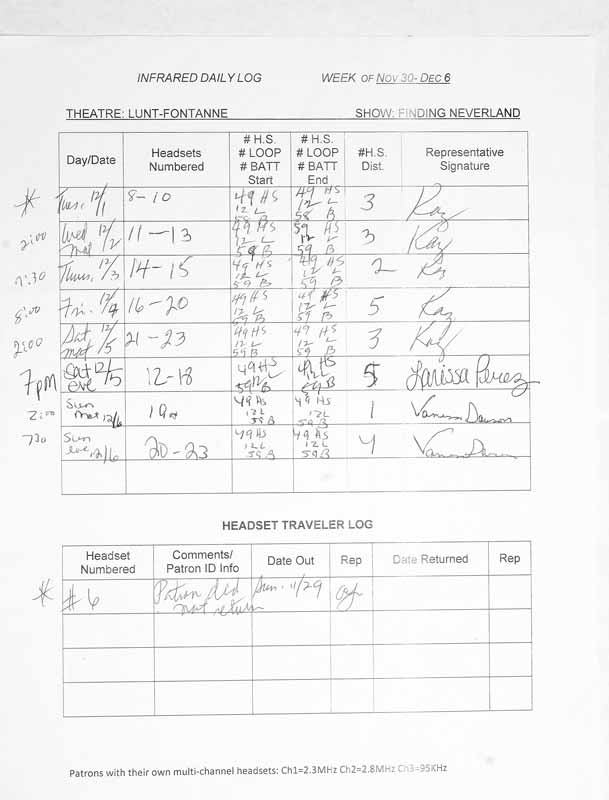 INFRARED DAILY LOG WEEK OF NOV 30- DEC 6
THEATRE: LUNT-FONTANNE SHOW: FINDING NEVERLAND
Day/Date Headsets Numbered # H.S. # LOOP # BATT Start # H.S. # LOOP # BATT End #H.S. Dist. Representative Signature
* Tues. 12/1 8-10 49 HS 12 L 58 B 49 HS 12 L 58 B 3 Kaz
2:00 Wed mat 12/2 11-13 49 HS 12 L 59 B 59 HS 12 L 59 B 3 Kaz
7:30 Thurs. 12/3 14-15 49 HS 12 L 59 B 49 HS 12 L 59 B 2 Kaz
8:00 Fri. 12/4 16-20 49 HS 12 L 59 B 49 HS 12 L 59 B 5 Kaz
2:00 Sat mat 12/5 21-23 49 HS 12 L 59 B 49 HS 12 L 59 B 3 Kaz
7pm Sat eve 12/5 12-18 49 HS 12 L 59 B 49 HS 12 L 59 B 5 Larissa Perez
2:00 Sun mat 12/6 19 49 HS 12 L 59 B 49 HS 12 L 59 B 1 Vanessa Dawson
730 Sun eve 12/6 20-23 49 HS 12 L 59 B 49 HS 12 L 59 B 4 Vanessa Dawson
HEADSET TRAVELER LOG
Headset Numbered Comments/ Patron ID Info Date Out Rep Date Returned Rep
* #6 Patron did not return Sun. 11/29
Patrons with their own multi-channel headsets: Ch1=2.3MHz Ch2=2.8MHz Ch3=95KHz